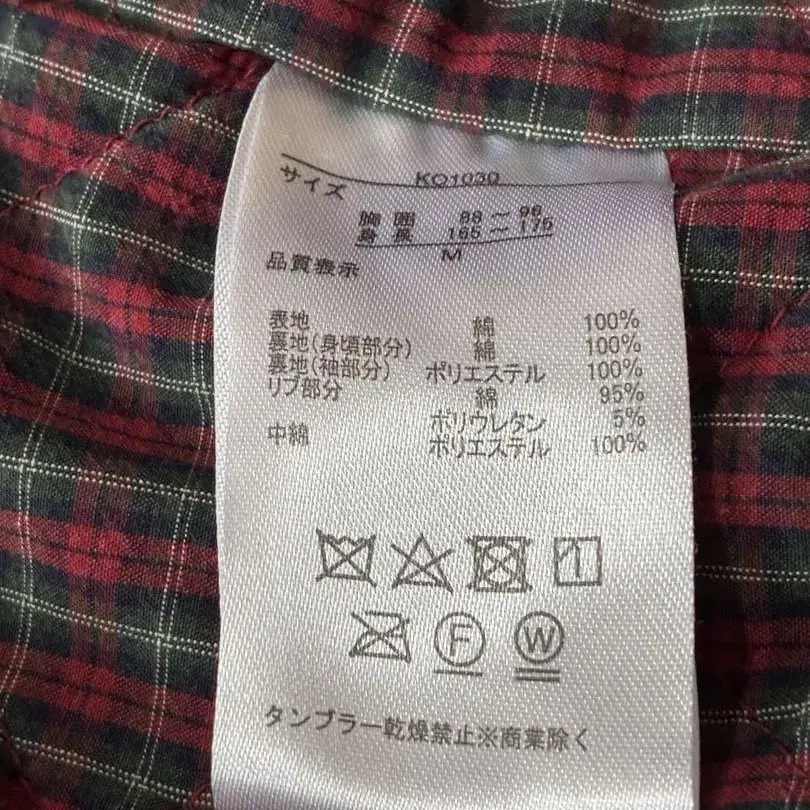 サイズ KO1030
胸囲 88～96
身長 165～175
M
品質表示
表地 綿 100%
裏地(身頃部分) 綿 100%
裏地(袖部分) ポリエステル 100%
リブ部分 綿 95%
ポリウレタン 5%
中綿 ポリエステル 100%
F W
タンブラー乾燥禁止※商業除く